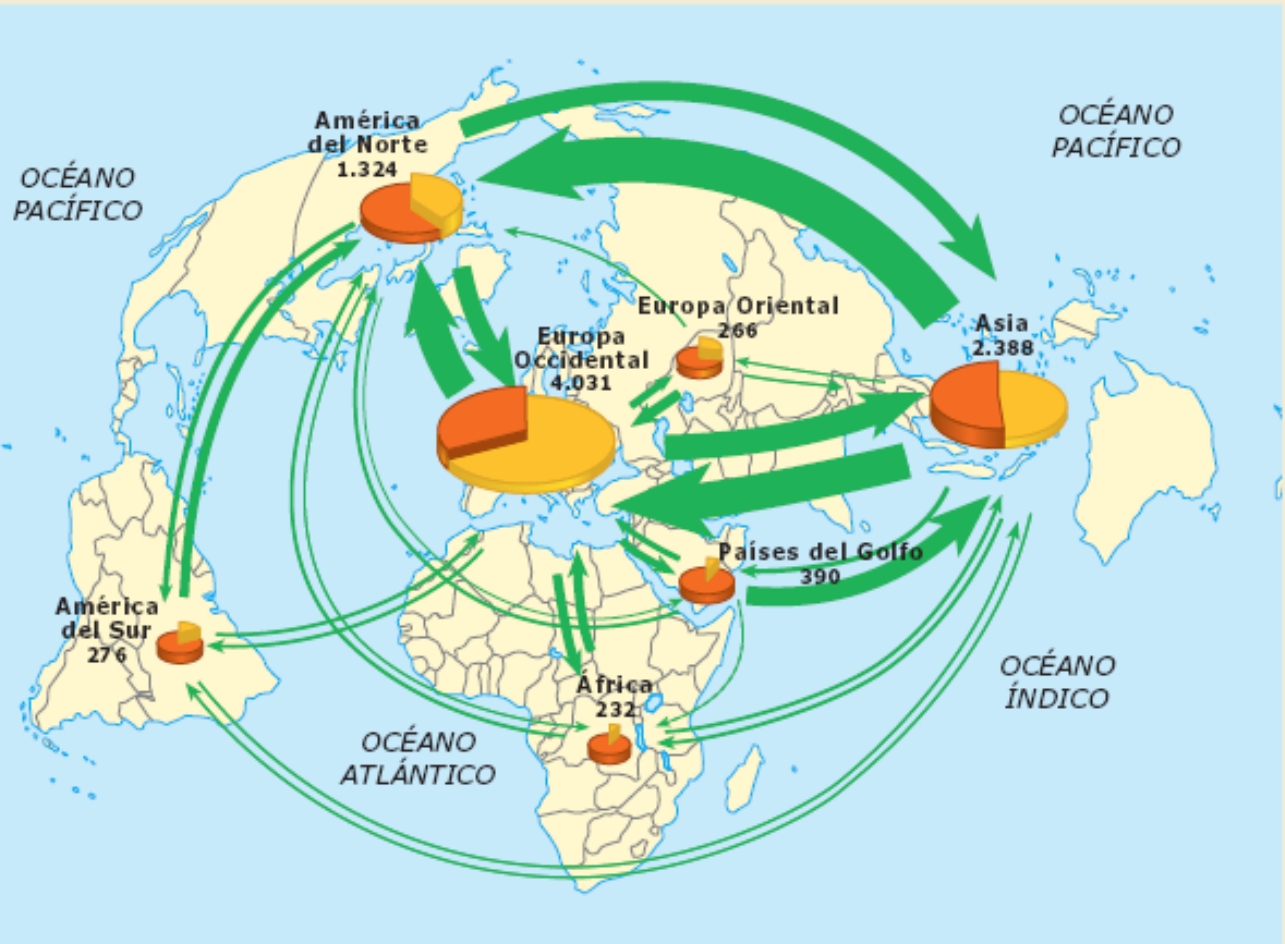 América
del Norte
1.324
OCÉANO
PACÍFICO
OCÉANO
PACÍFICO
Europa Oriental
266
Europa
Occidental
4.031
Asia
2.388
Países del Golfo
390
América
del Sur
276
África
232
OCÉANO
ÍNDICO
OCÉANO
ATLÁNTICO